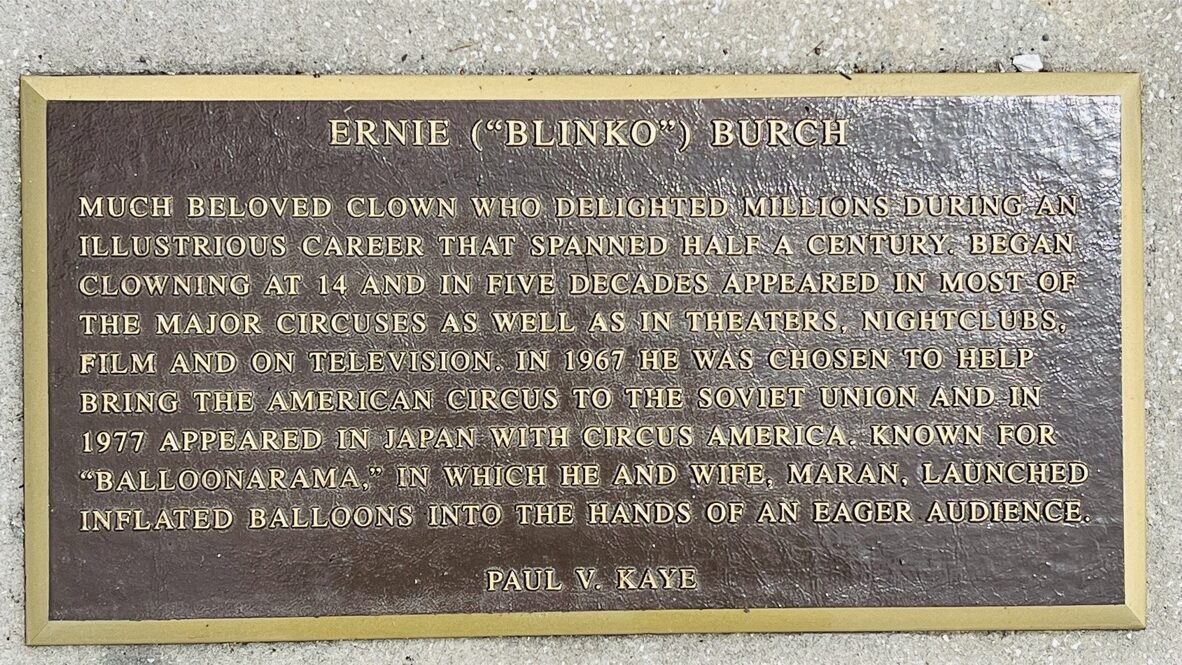 ERNIE (“BLINKO”) BURCH
MUCH BELOVED CLOWN WHO DELIGHTED MILLIONS DURING AN
ILLUSTRIOUS CAREER THAT SPANNED HALF A CENTURY. BEGAN
CLOWNING AT 14 AND IN FIVE DECADES APPEARED IN MOST OF
THE MAJOR CIRCUSES AS WELL AS IN THEATERS, NIGHTCLUBS,
FILM AND ON TELEVISION. IN 1967 HE WAS CHOSEN TO HELP
BRING THE AMERICAN CIRCUS TO THE SOVIET UNION AND IN
1977 APPEARED IN JAPAN WITH CIRCUS AMERICA. KNOWN FOR
“BALLOONARAMA,” IN WHICH HE AND WIFE, MARAN, LAUNCHED
INFLATED BALLOONS INTO THE HANDS OF AN EAGER AUDIENCE.
PAUL V. KAYE